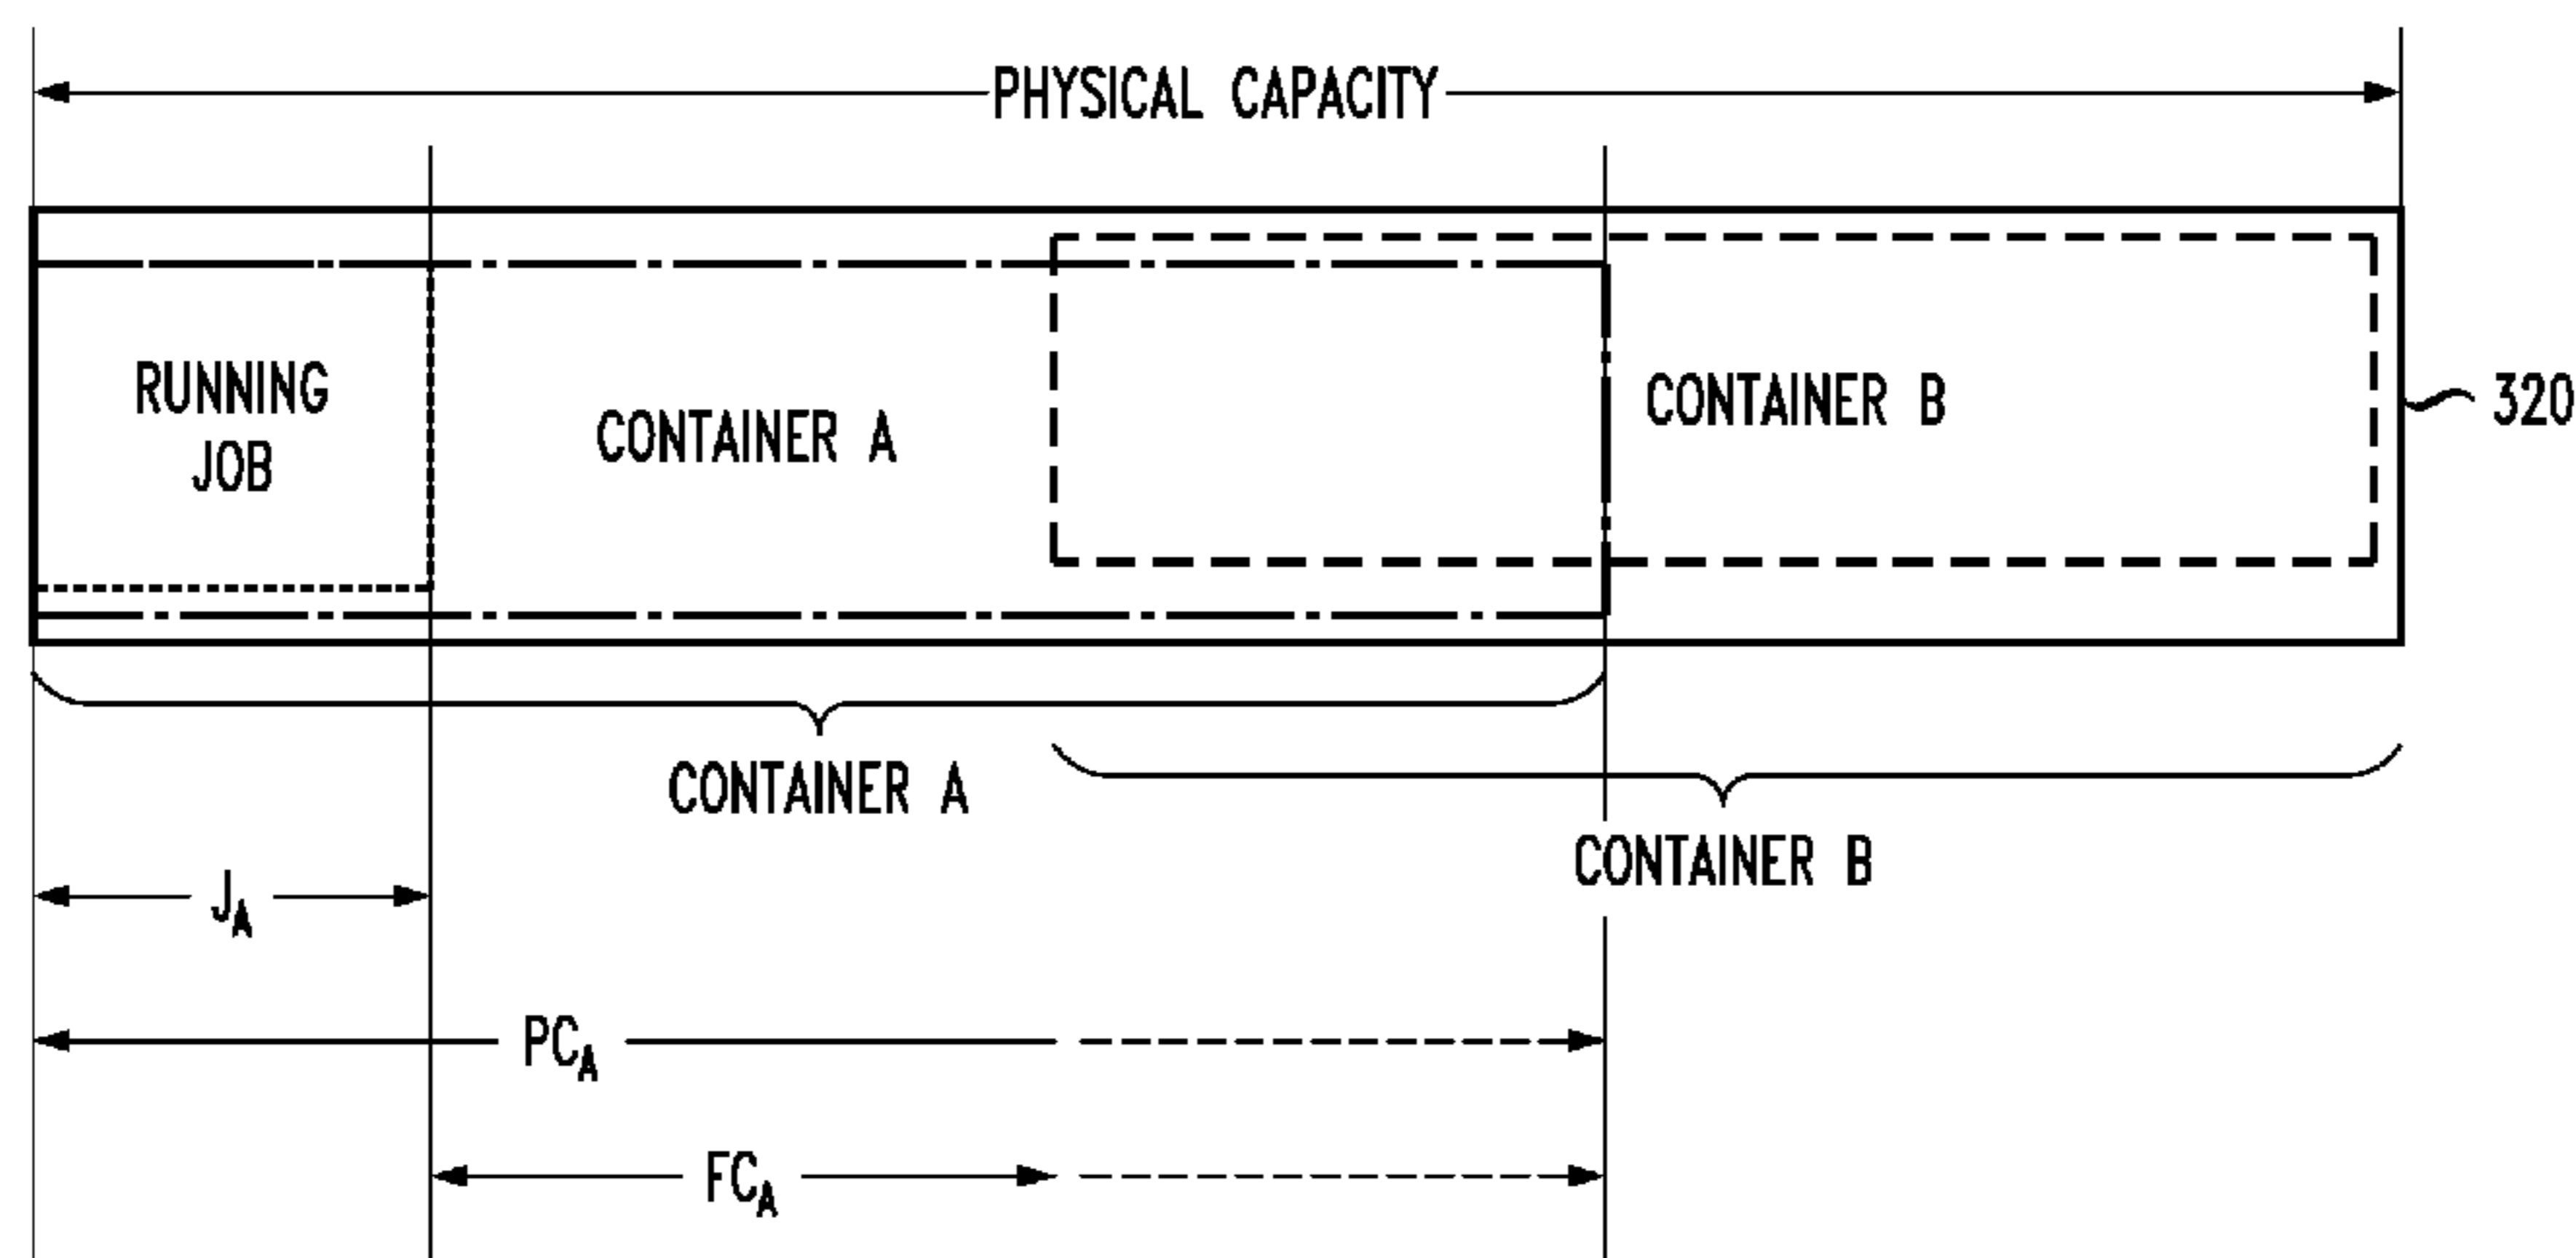 PHYSICAL CAPACITY
RUNNING
JOB
CONTAINER A
CONTAINER B
320
CONTAINER A
CONTAINER B
JA
PCA
FCA